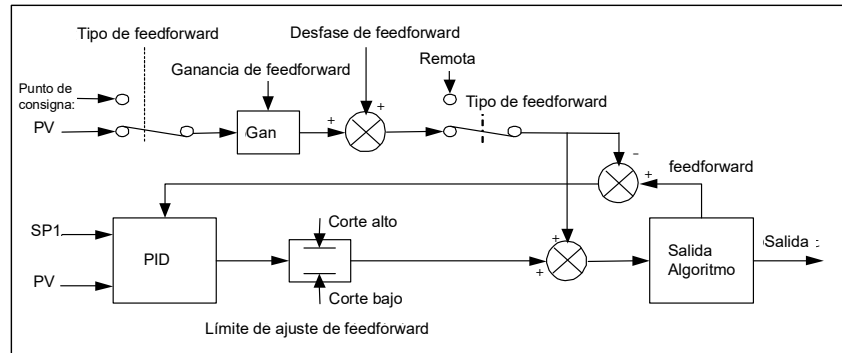 Tipo de feedforward
Desfase de feedforward
Ganancia de feedforward
Remota
Punto de
consigna:
Tipo de feedforward
PV
Gan
+
+
-
+
feedforward
SP1
PV
PID
Corte alto
Corte bajo
Límite de ajuste de feedforward
+
+
Salida
Algoritmo
Salida :